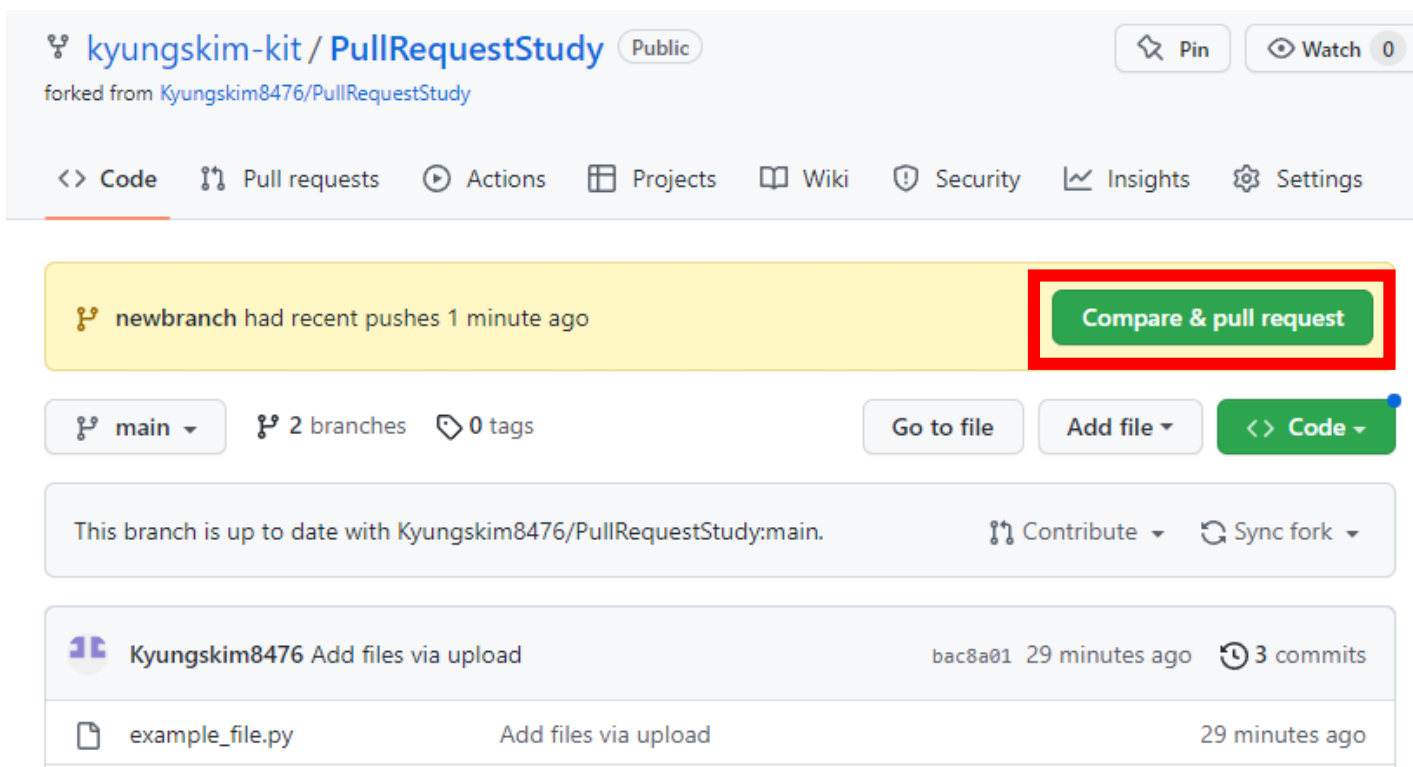 kyungskim-kit / PullRequestStudy Public Pin Watch 0
forked from Kyungskim8476/PullRequestStudy
<> Code Pull requests Actions Projects Wiki Security Insights Settings
newbranch had recent pushes 1 minute ago Compare & pull request
main 2 branches 0 tags Go to file Add file <> Code
This branch is up to date with Kyungskim8476/PullRequestStudy:main. Contribute Sync fork
Kyungskim8476 Add files via upload bac8a01 29 minutes ago 3 commits
example_file.py Add files via upload 29 minutes ago